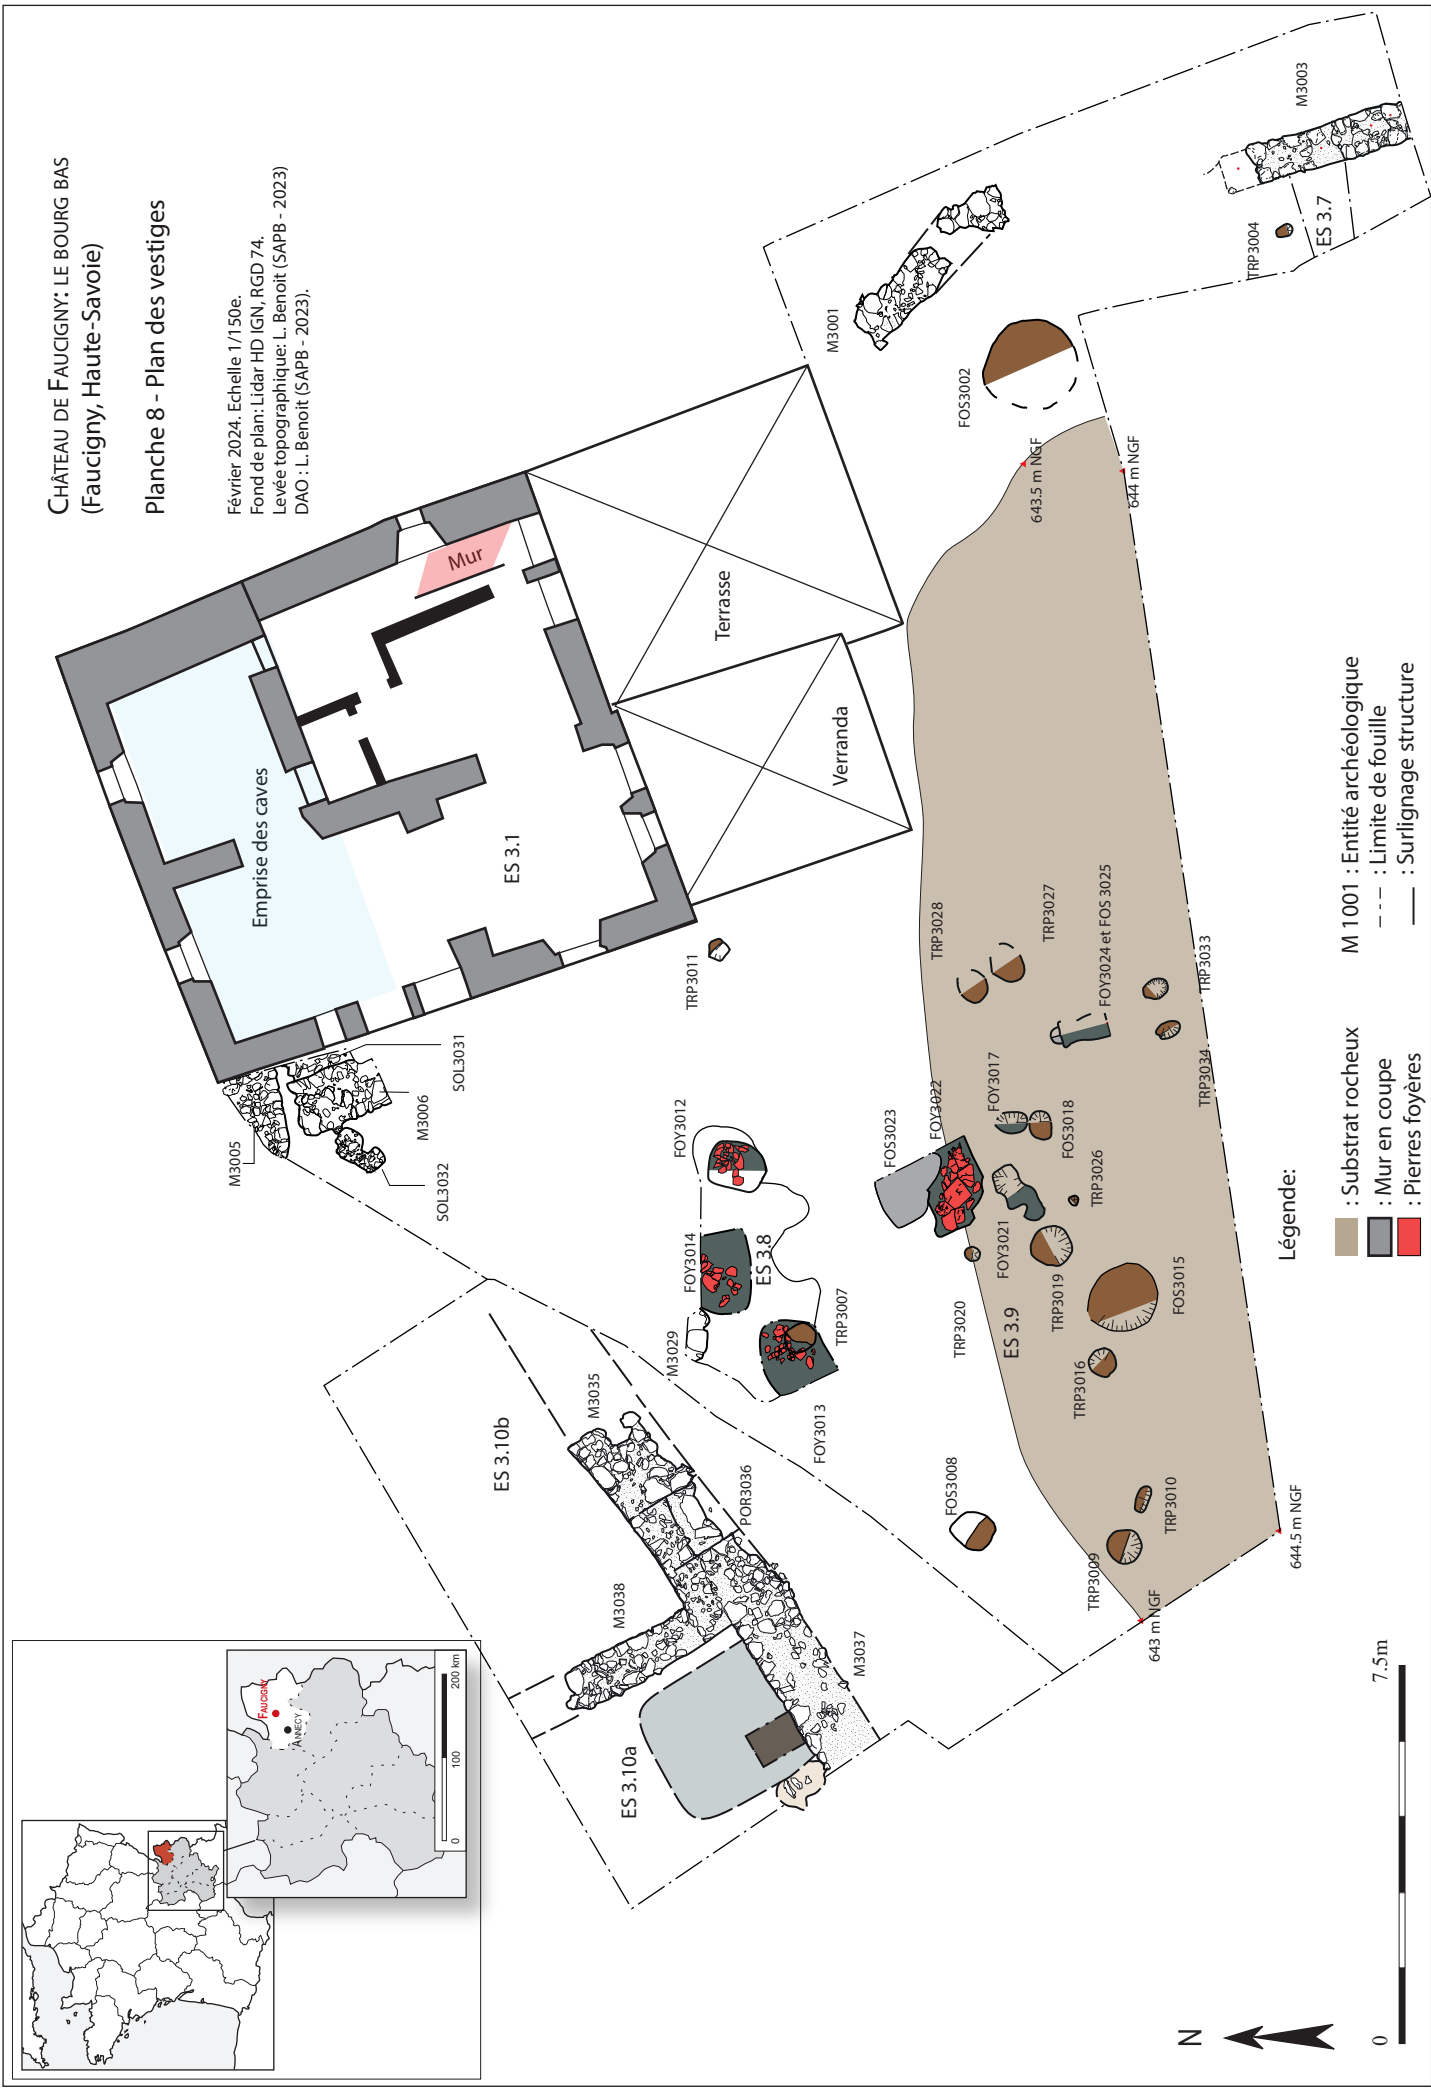 CHÂTEAU DE FAUCIGNY: LE BOURG BAS
(Faucigny, Haute-Savoie)
Planche 8 - Plan des vestiges
Février 2024. Echelle 1/150e.
Fond de plan: Lidar HD IGN, RGD 74.
Levée topographique: L. Benoit (SAPB - 2023)
DAO : L. Benoit (SAPB - 2023).
FAUCIGNY
ANNECY
0
100
200 km
Emprise des caves
Mur
ES 3.1
Terrasse
Verranda
M3005
SOL3031
M3006
SOL3032
TRP3011
M3001
FOS3002
M3003
TRP3004
ES 3.7
643.5 m NGF
644 m NGF
ES 3.10b
M3035
POR3036
M3038
M3037
ES 3.10a
FOY3012
FOY3014
ES 3.8
M3029
TRP3007
FOY3013
FOS3008
FOS3023
FOY3022
FOY3017
FOS3018
TRP3028
TRP3027
FOY3024 et FOS 3025
TRP3033
TRP3034
TRP3026
FOY3021
TRP3020
ES 3.9
TRP3019
FOS3015
TRP3016
TRP3010
TRP3009
643 m NGF
644.5 m NGF
Légende:
: Substrat rocheux
: Mur en coupe
: Pierres foyères
M 1001 : Entité archéologique
: Limite de fouille
: Surlignage structure
N
0
7.5m